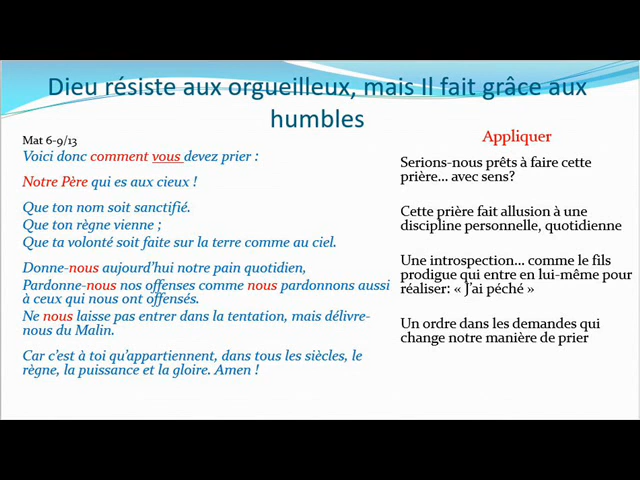 Dieu résiste aux orgueilleux, mais Il fait grâce aux
humbles
Mat 6-9/13
Voici donc comment vous devez prier :
Notre Père qui es aux cieux !
Que ton nom soit sanctifié.
Que ton règne vienne ;
Que ta volonté soit faite sur la terre comme au ciel.
Donne-nous aujourd'hui notre pain quotidien,
Pardonne-nous nos offenses comme nous pardonnons aussi
à ceux qui nous ont offensés.
Ne nous laisse pas entrer dans la tentation, mais délivre-
nous du Malin.
Car c'est à toi qu'appartiennent, dans tous les siècles, le
règne, la puissance et la gloire. Amen !
Appliquer
Serions-nous prêts à faire cette
prière... avec sens?
Cette prière fait allusion à une
discipline personnelle, quotidienne
Une introspection... comme le fils
prodigue qui entre en lui-même pour
réaliser: « J'ai péché »
Un ordre dans les demandes qui
change notre manière de prier